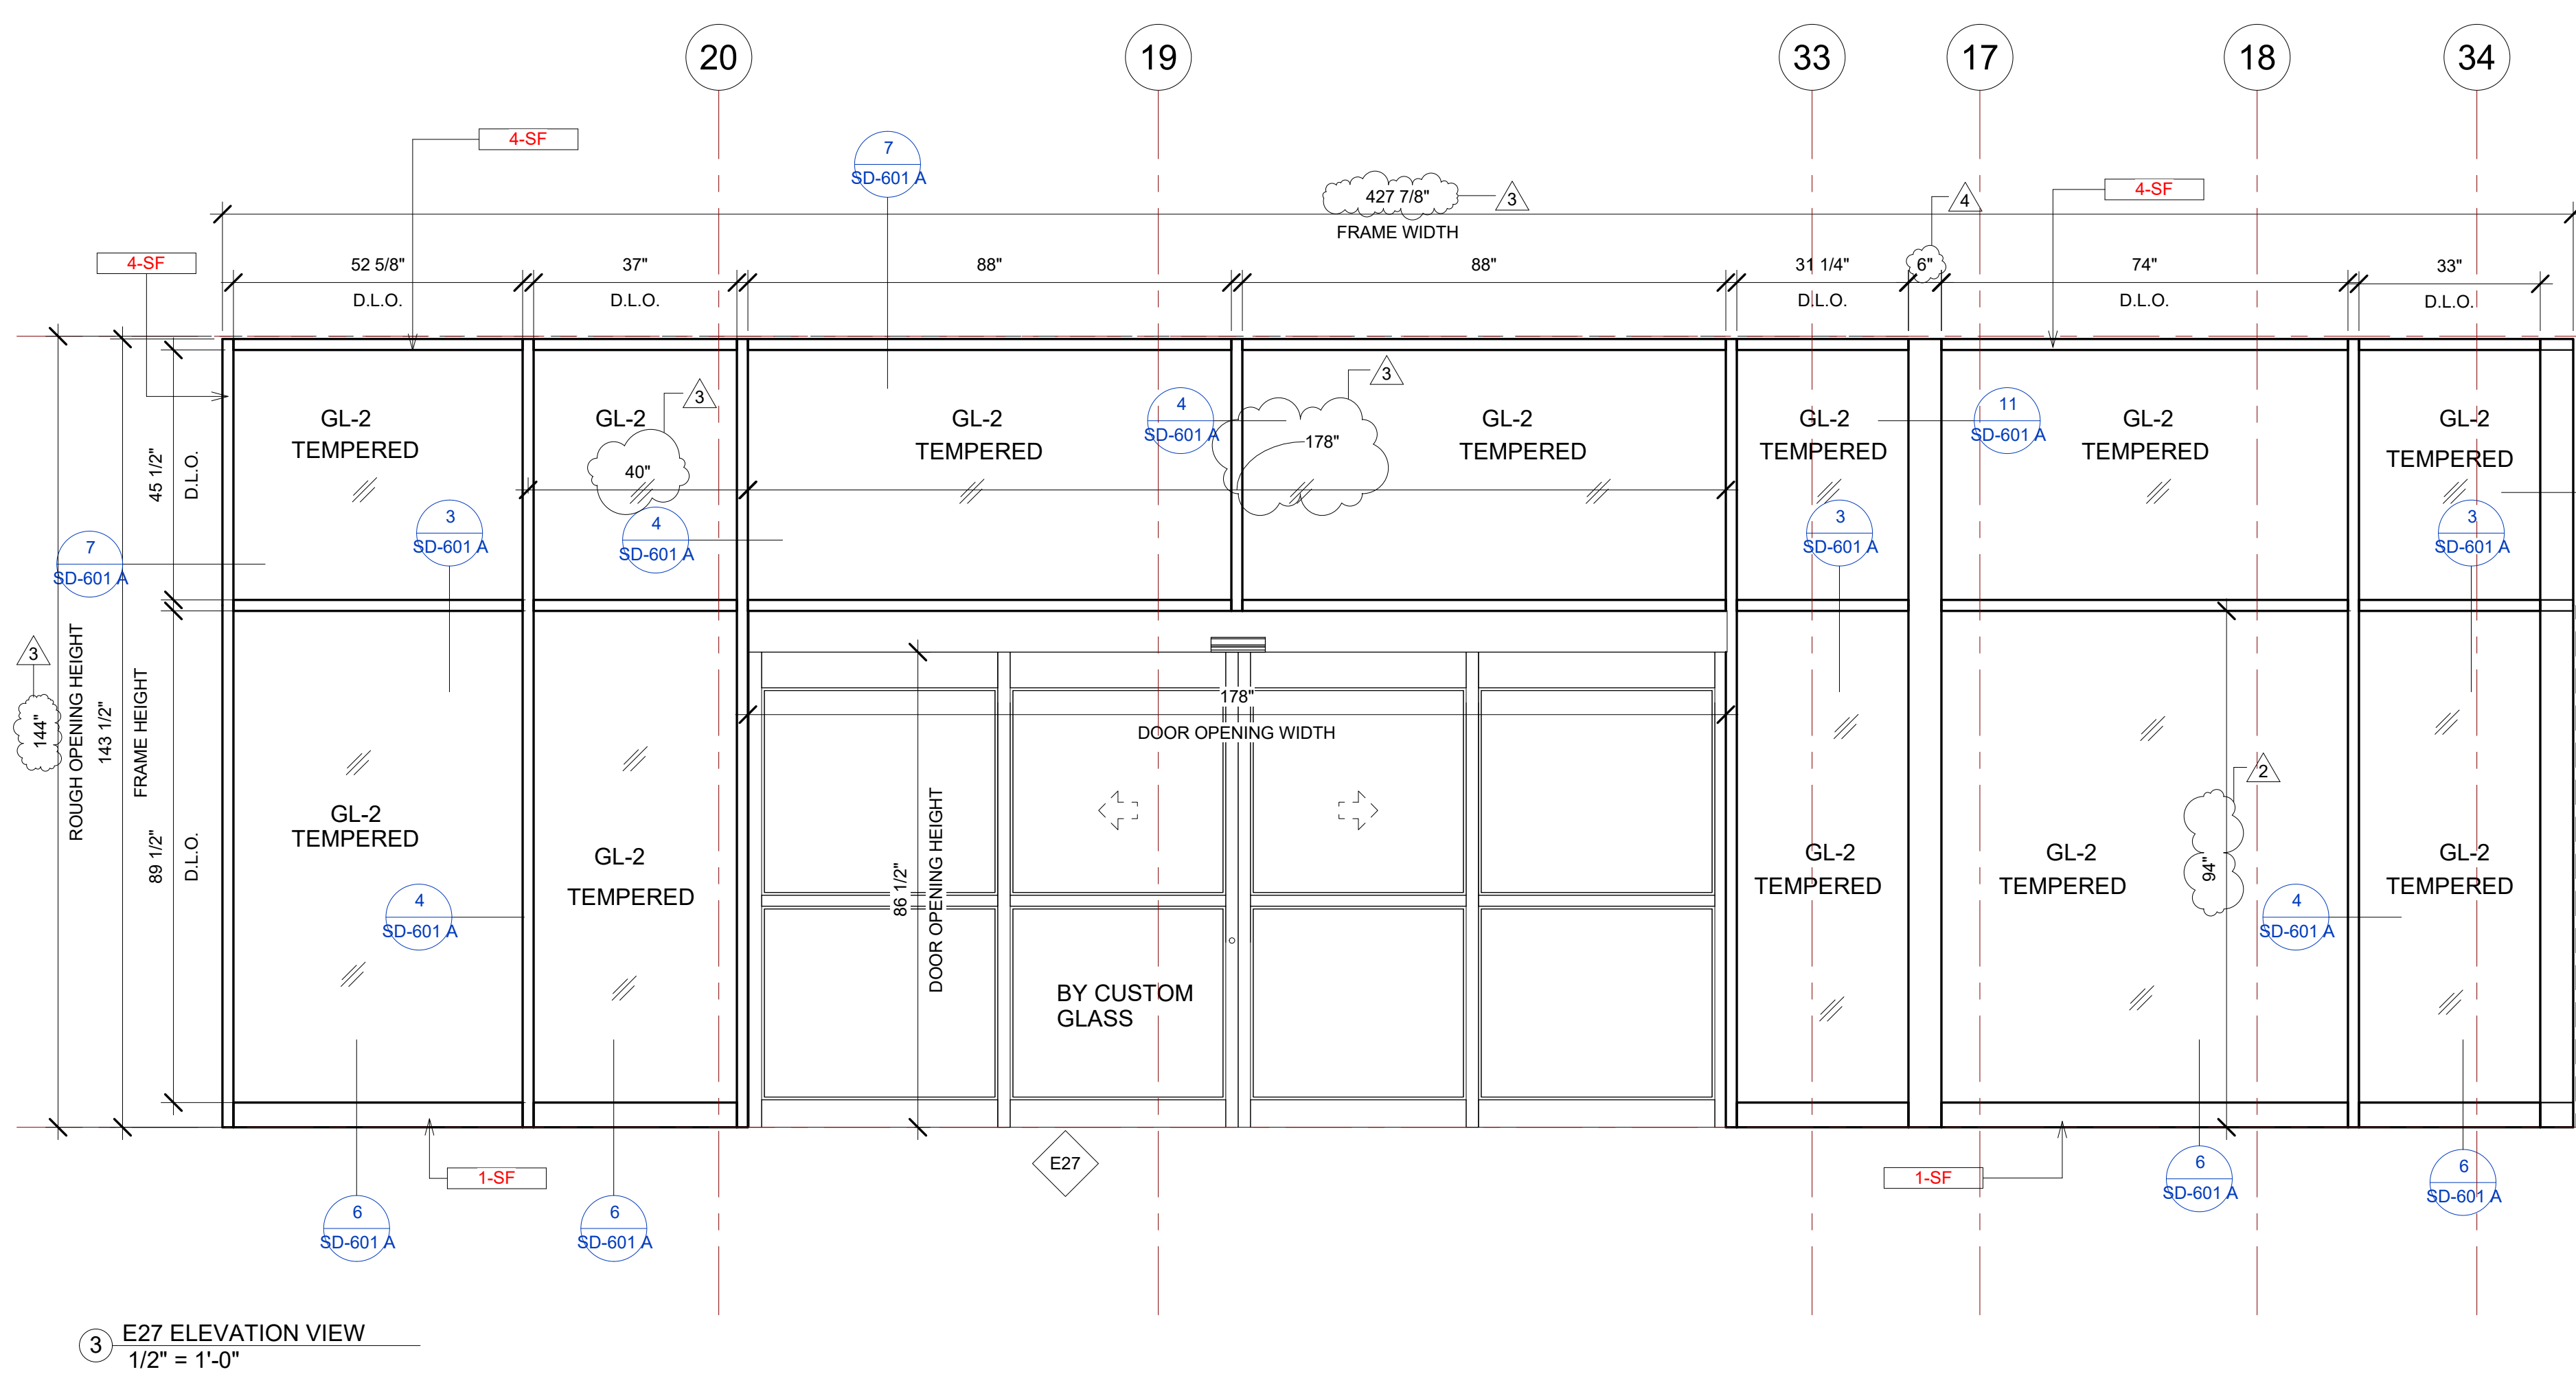 20
19
33
17
18
34
4-SF
7
SD-601 A
427 7/8"
3
4
4-SF
FRAME WIDTH
4-SF
52 5/8"
37"
88"
88"
31 1/4"
6"
74"
33"
D.L.O.
D.L.O.
D.L.O.
D.L.O.
D.L.O.
GL-2
TEMPERED
GL-2
3
40"
GL-2
TEMPERED
4
SD-601 A
3
178"
GL-2
TEMPERED
GL-2
TEMPERED
11
SD-601 A
GL-2
TEMPERED
GL-2
TEMPERED
45 1/2"
D.L.O.
7
SD-601 A
3
SD-601 A
4
SD-601 A
3
SD-601 A
3
SD-601 A
3
144"
ROUGH OPENING HEIGHT
143 1/2"
FRAME HEIGHT
89 1/2"
D.L.O.
178"
DOOR OPENING WIDTH
86 1/2"
DOOR OPENING HEIGHT
2
94"
GL-2
TEMPERED
GL-2
TEMPERED
GL-2
TEMPERED
GL-2
TEMPERED
GL-2
TEMPERED
4
SD-601 A
4
SD-601 A
BY CUSTOM
GLASS
E27
1-SF
1-SF
6
SD-601 A
6
SD-601 A
6
SD-601 A
6
SD-601 A
3
E27 ELEVATION VIEW
1/2" = 1'-0"